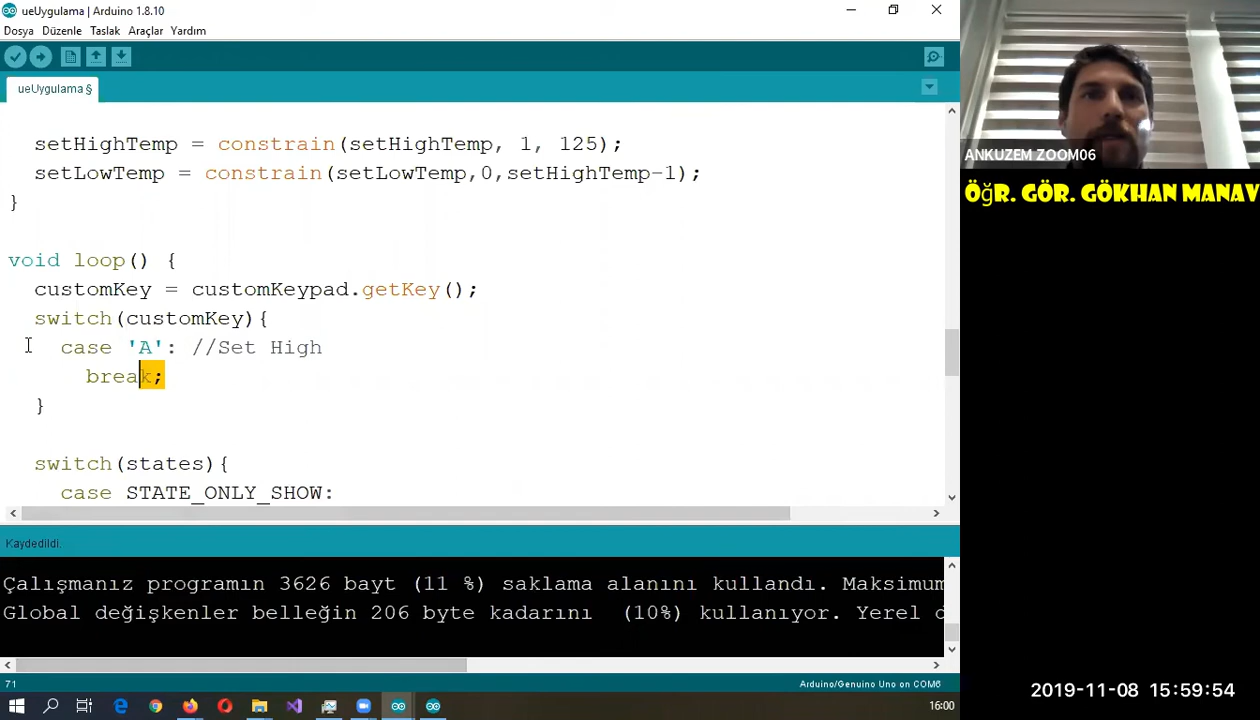 ueUygulama | Arduino 1.8.10
Dosya Düzenle Taslak Araçlar Yardım
ueUygulama §
setHighTemp = constrain(setHighTemp, 1, 125);
setLowTemp = constrain(setLowTemp,0,setHighTemp-1);
}
void loop() {
customKey = customKeypad.getKey();
switch(customKey){
case 'A': //Set High
break;
}
switch(states){
case STATE_ONLY_SHOW:
Kaydedildi.
Çalışmanız programın 3626 bayt (11 %) saklama alanını kullandı. Maksimum
Global değişkenler belleğin 206 byte kadarını (10%) kullanıyor. Yerel d
71
Arduino/Genuino Uno on COM6
16:00
ANKUZEM ZOOM06
ÖğR. GÖR. GÖKHAN MANAV
2019-11-08 15:59:54